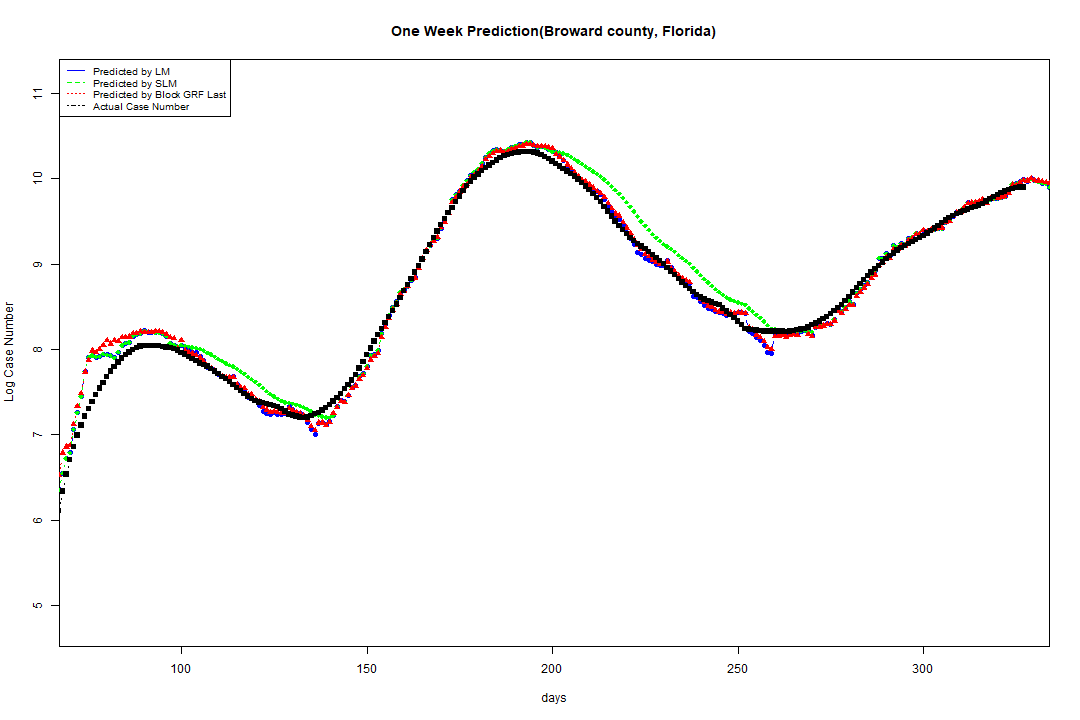 One Week Prediction(Broward county, Florida)
Predicted by LM
Predicted by SLM
Predicted by Block GRF Last
Actual Case Number
11
10
9
8
7
6
5
Log Case Number
100 150 200 250 300
days